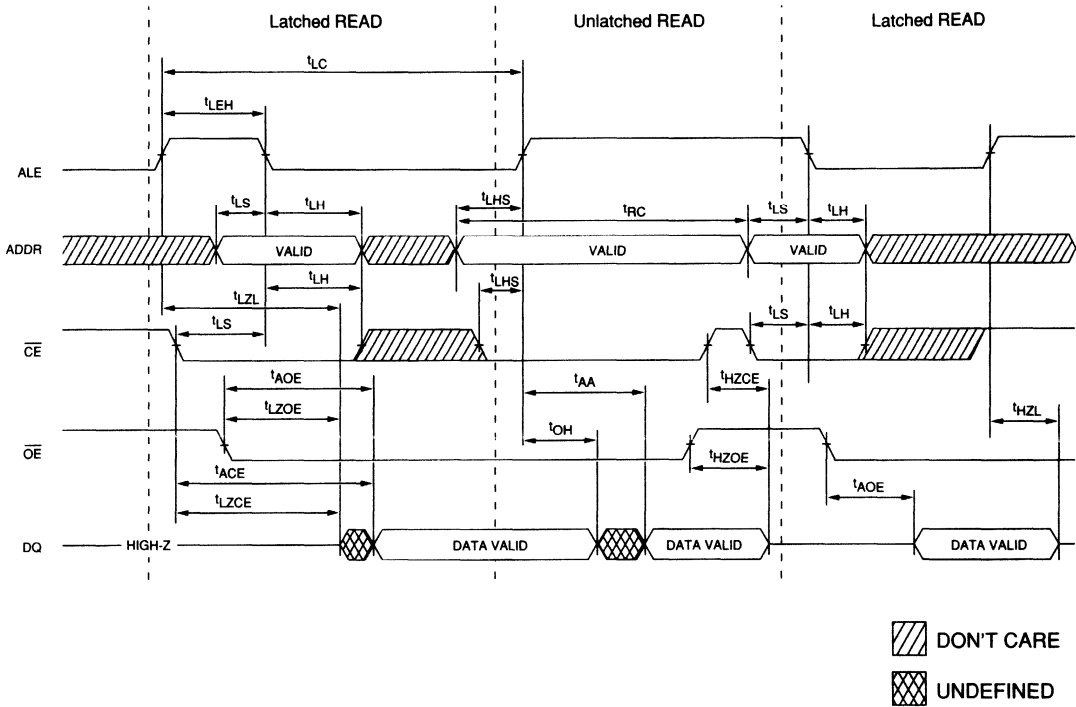 Latched READ Unlatched READ Latched READ
tLC
tLEH
ALE
tLS tLH tLHS tRC tLS tLH
ADDR VALID VALID VALID
tLH tLHS
tLZL
tLS tLS tLH
CE
tAOE tAA tHZCE
tLZOE tHZL
OE tOH
tACE tHZOE
tLZCE tAOE
DQ HIGH-Z DATA VALID DATA VALID DATA VALID
DON'T CARE
UNDEFINED